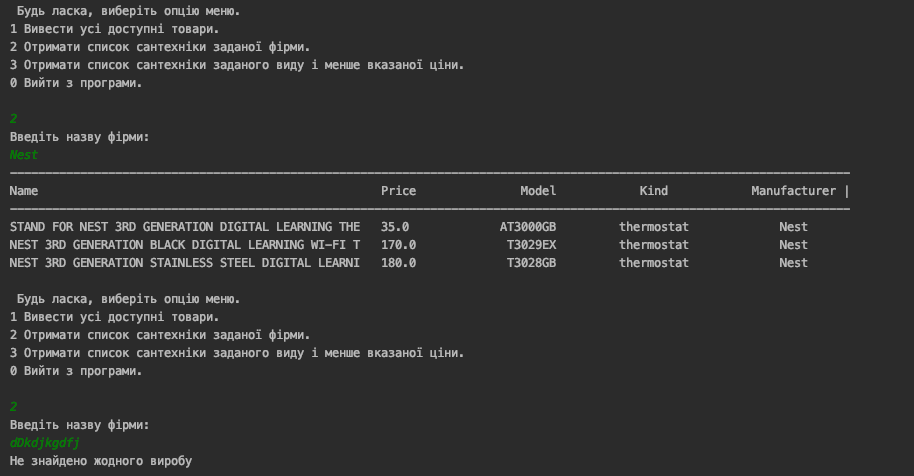 Будь ласка, виберіть опцію меню.
1 Вивести усі доступні товари.
2 Отримати список сантехніки заданої фірми.
3 Отримати список сантехніки заданого виду і менше вказаної ціни.
0 Вийти з програми.
2
Введіть назву фірми:
Nest
Name Price Model Kind Manufacturer |
STAND FOR NEST 3RD GENERATION DIGITAL LEARNING THE 35.0 AT3000GB thermostat Nest
NEST 3RD GENERATION BLACK DIGITAL LEARNING WI-FI T 170.0 T3029EX thermostat Nest
NEST 3RD GENERATION STAINLESS STEEL DIGITAL LEARNI 180.0 T3028GB thermostat Nest
Будь ласка, виберіть опцію меню.
1 Вивести усі доступні товари.
2 Отримати список сантехніки заданої фірми.
3 Отримати список сантехніки заданого виду і менше вказаної ціни.
0 Вийти з програми.
2
Введіть назву фірми:
dDkdjkgdfj
Не знайдено жодного виробу